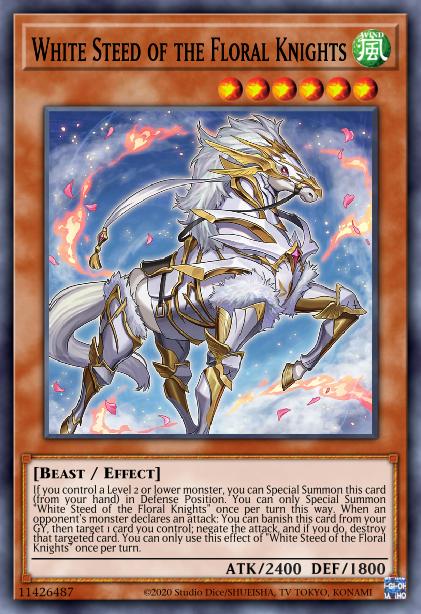 WHITE STEED OF THE FLORAL KNIGHTS
WIND
風
[BEAST / EFFECT]
If you control a Level 2 or lower monster, you can Special Summon this card
(from your hand) in Defense Position. You can only Special Summon
"White Steed of the Floral Knights" once per turn this way. When an
opponent's monster declares an attack: You can banish this card from your
GY, then target 1 card you control; negate the attack, and if you do, destroy
that targeted card. You can only use this effect of "White Steed of the Floral
Knights" once per turn.
ATK/2400 DEF/1800
11426487 ©2020 Studio Dice/SHUEISHA, TV TOKYO, KONAMI